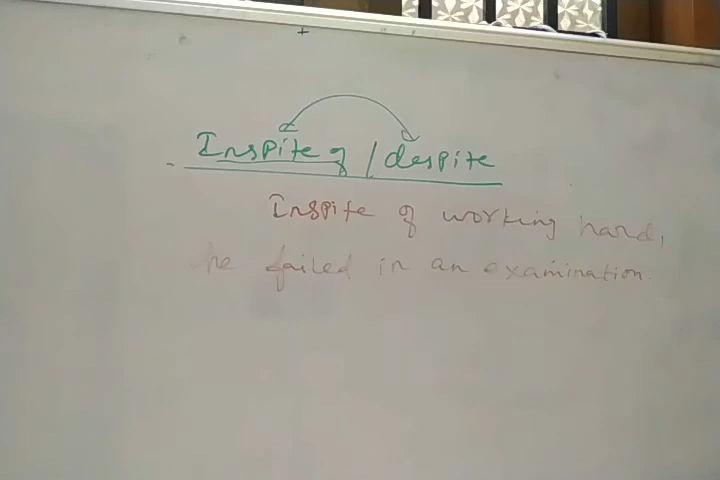 Inspite of / despite
Inspite of working hard,
he failed in an examination.